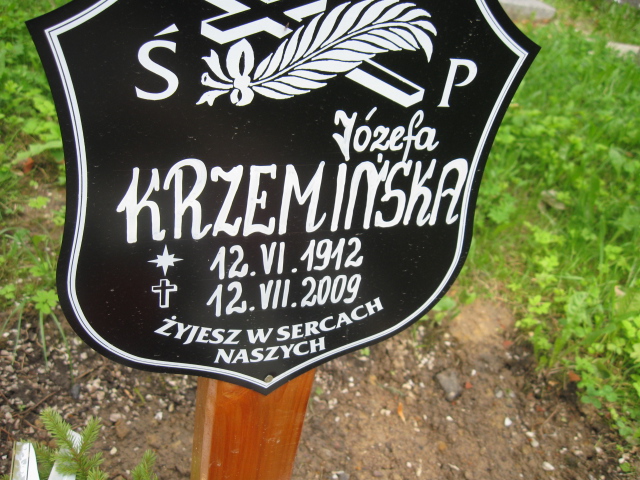 Ś P
Józefa
KRZEMIŃSKA
12.VI.1912
12.VII.2009
ŻYJESZ W SERCACH
NASZYCH